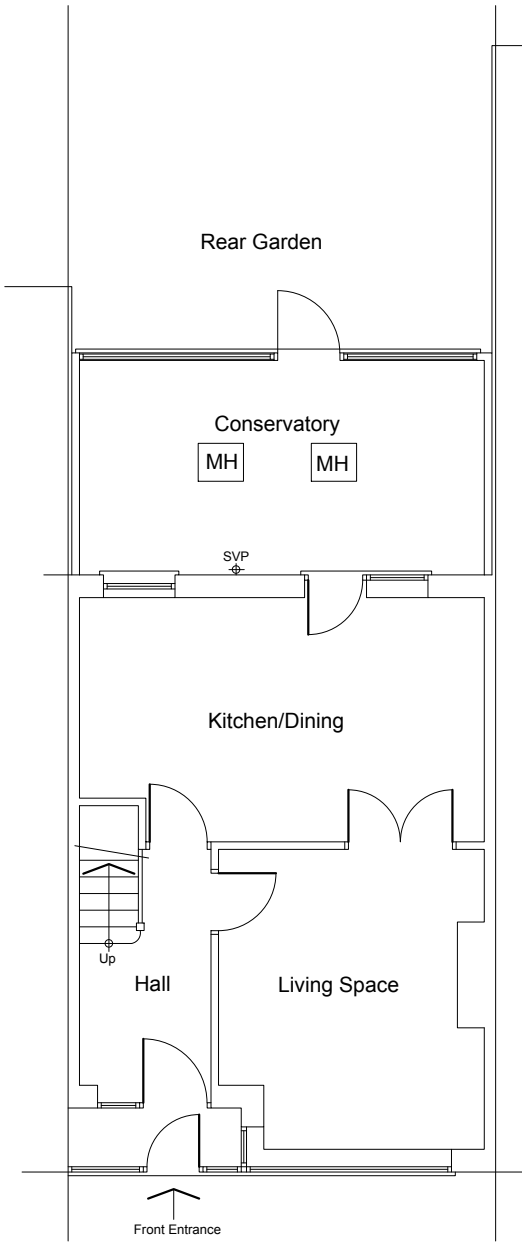 Rear Garden
Conservatory
MH
MH
SVP
Kitchen/Dining
Up
Hall
Living Space
Front Entrance